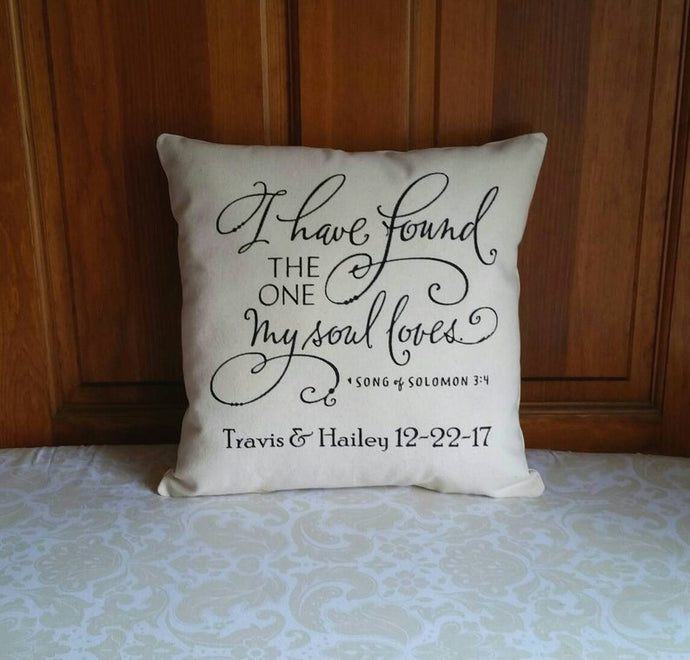 I have found
THE
ONE
my soul loves
SONG of SOLOMON 3:4
Travis & Hailey 12-22-17